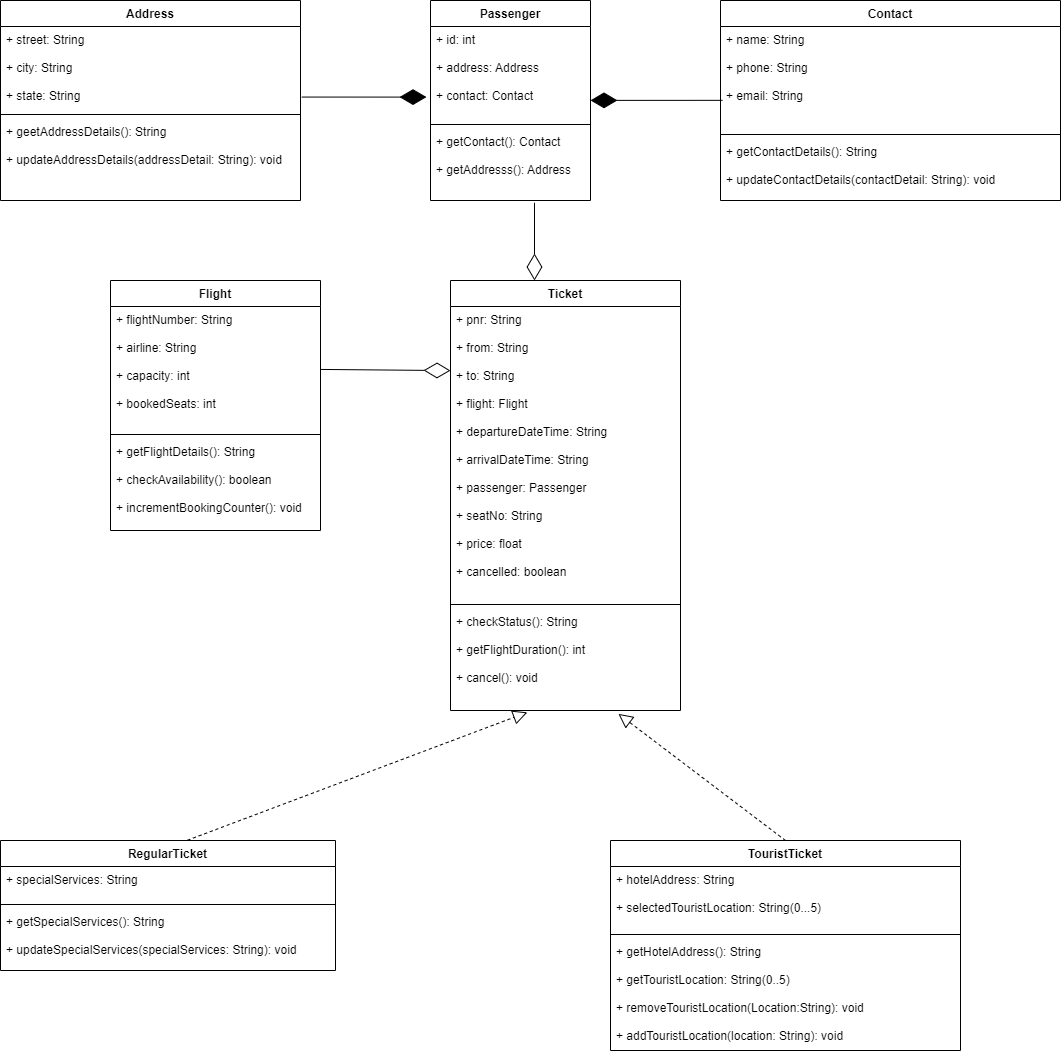 Address
+ street: String
+ city: String
+ state: String
+ geetAddressDetails(): String
+ updateAddressDetails(addressDetail: String): void
Passenger
+ id: int
+ address: Address
+ contact: Contact
+ getContact(): Contact
+ getAddresss(): Address
Contact
+ name: String
+ phone: String
+ email: String
+ getContactDetails(): String
+ updateContactDetails(contactDetail: String): void
Flight
+ flightNumber: String
+ airline: String
+ capacity: int
+ bookedSeats: int
+ getFlightDetails(): String
+ checkAvailability(): boolean
+ incrementBookingCounter(): void
Ticket
+ pnr: String
+ from: String
+ to: String
+ flight: Flight
+ departureDateTime: String
+ arrivalDateTime: String
+ passenger: Passenger
+ seatNo: String
+ price: float
+ cancelled: boolean
+ checkStatus(): String
+ getFlightDuration(): int
+ cancel(): void
RegularTicket
+ specialServices: String
+ getSpecialServices(): String
+ updateSpecialServices(specialServices: String): void
TouristTicket
+ hotelAddress: String
+ selectedTouristLocation: String(0...5)
+ getHotelAddress(): String
+ getTouristLocation: String(0..5)
+ removeTouristLocation(Location:String): void
+ addTouristLocation(location: String): void